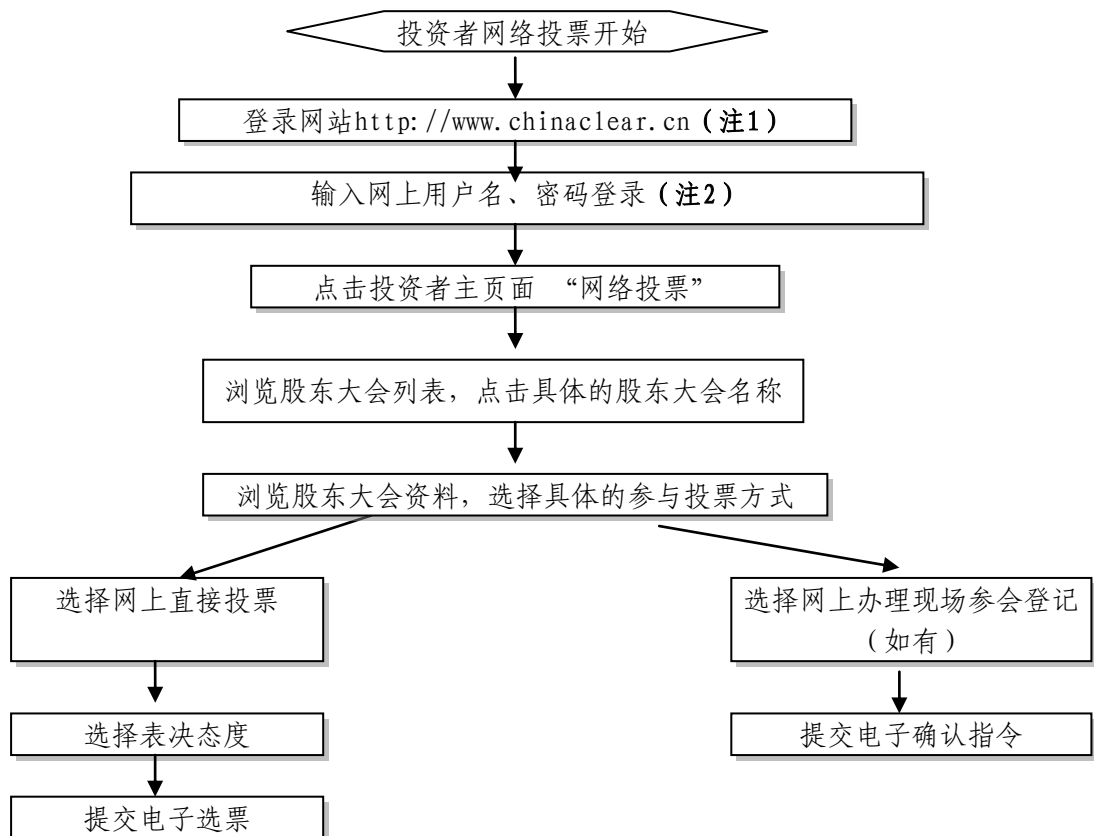 投资者网络投票开始
登录网站http://www.chinaclear.cn（注1）
输入网上用户名、密码登录（注2）
点击投资者主页面 “网络投票”
浏览股东大会列表，点击具体的股东大会名称
浏览股东大会资料，选择具体的参与投票方式
选择网上直接投票
选择表决态度
提交电子选票
选择网上办理现场参会登记
（如有）
提交电子确认指令